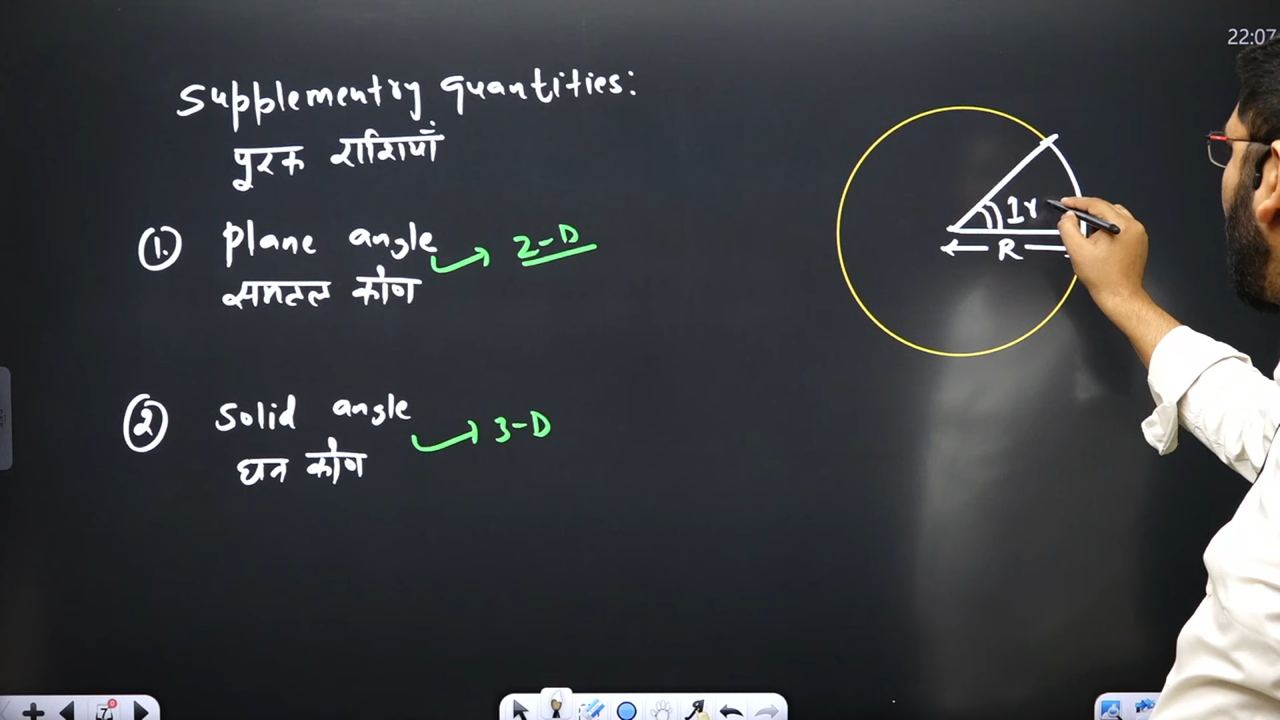 22:07
Supplementry quantities:
पुरक राशियाँ
1. plane angle → 2-D
समतल कोण
2 solid angle → 3-D
घन कोण
1r
R